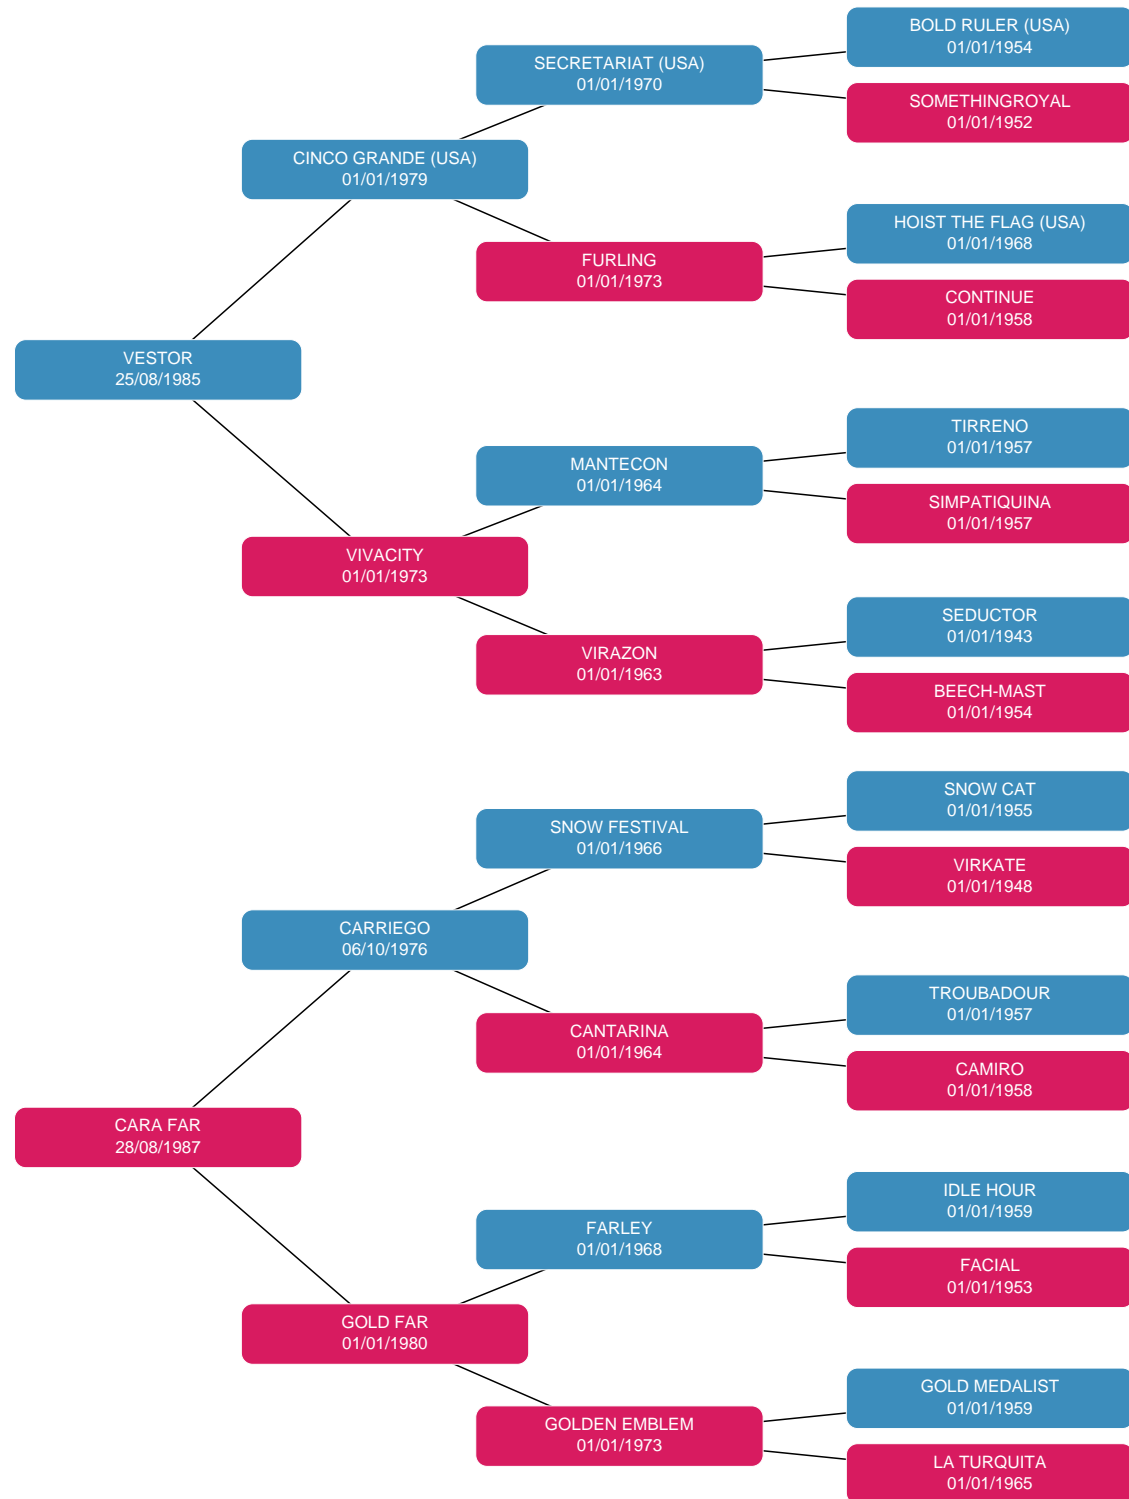 BOLD RULER (USA)
01/01/1954
SECRETARIAT (USA)
01/01/1970
SOMETHINGROYAL
01/01/1952
CINCO GRANDE (USA)
01/01/1979
HOIST THE FLAG (USA)
01/01/1968
FURLING
01/01/1973
CONTINUE
01/01/1958
VESTOR
25/08/1985
TIRRENO
01/01/1957
MANTECON
01/01/1964
SIMPATIQUINA
01/01/1957
VIVACITY
01/01/1973
SEDUCTOR
01/01/1943
VIRAZON
01/01/1963
BEECH-MAST
01/01/1954
SNOW CAT
01/01/1955
SNOW FESTIVAL
01/01/1966
VIRKATE
01/01/1948
CARRIEGO
06/10/1976
TROUBADOUR
01/01/1957
CANTARINA
01/01/1964
CAMIRO
01/01/1958
CARA FAR
28/08/1987
IDLE HOUR
01/01/1959
FARLEY
01/01/1968
FACIAL
01/01/1953
GOLD FAR
01/01/1980
GOLD MEDALIST
01/01/1959
GOLDEN EMBLEM
01/01/1973
LA TURQUITA
01/01/1965